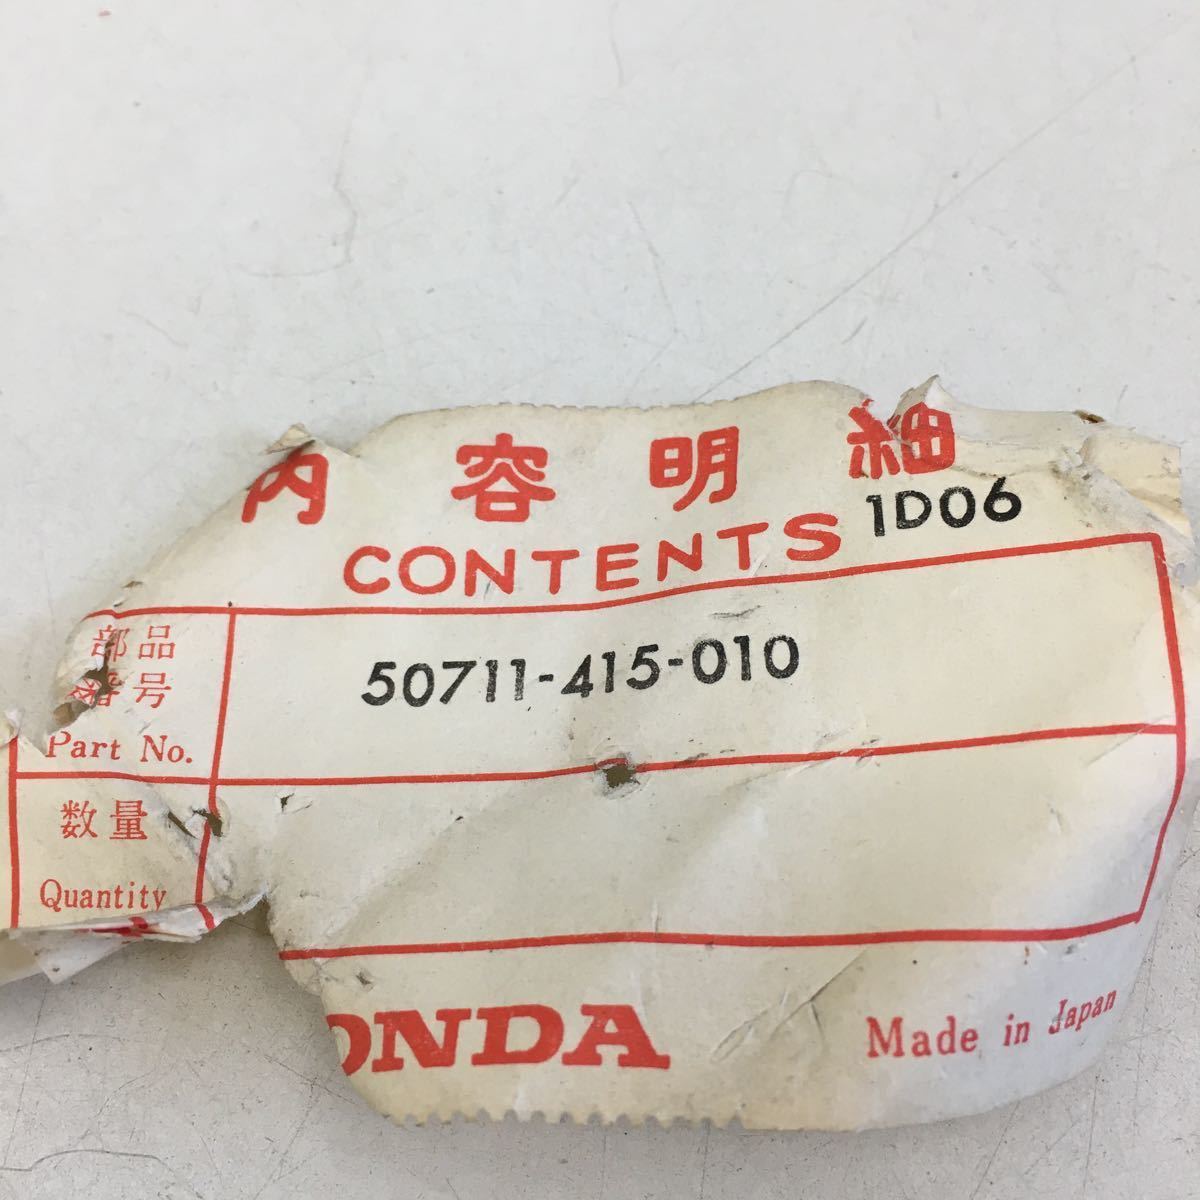 内容明細
CONTENTS 1D06
部品
番号
Part No. 50711-415-010
数量
Quantity
ONDA
Made in Japan